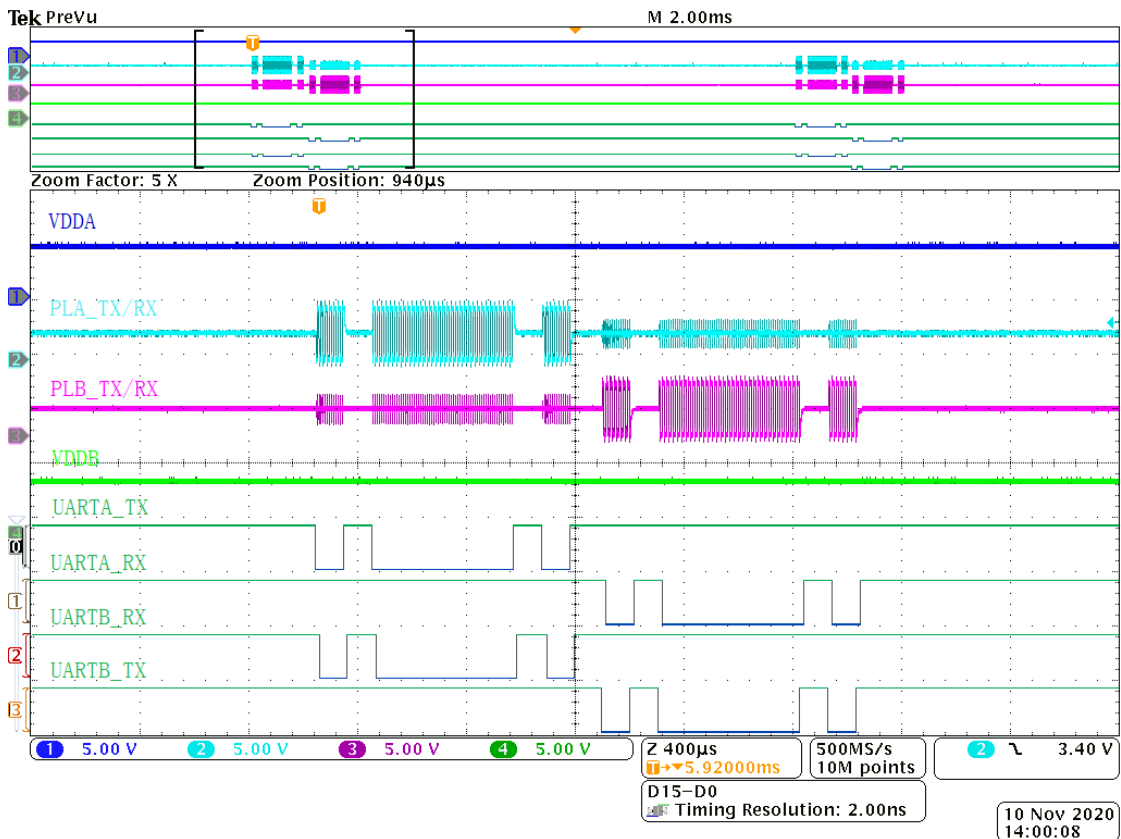 Tek PreVu M 2.00ms
T
1
2
3
4
Zoom Factor: 5 X Zoom Position: 940µs
T
VDDA
1
PLA_TX/RX
2
PLB_TX/RX
3
VDDB
UARTA_TX
4
0
UARTA_RX
1
UARTB_RX
2
UARTB_TX
3
1 5.00 V 2 5.00 V 3 5.00 V 4 5.00 V
Z 400µs
T→▼5.92000ms
500MS/s
10M points
2 3.40 V
D15-D0
Timing Resolution: 2.00ns
10 Nov 2020
14:00:08